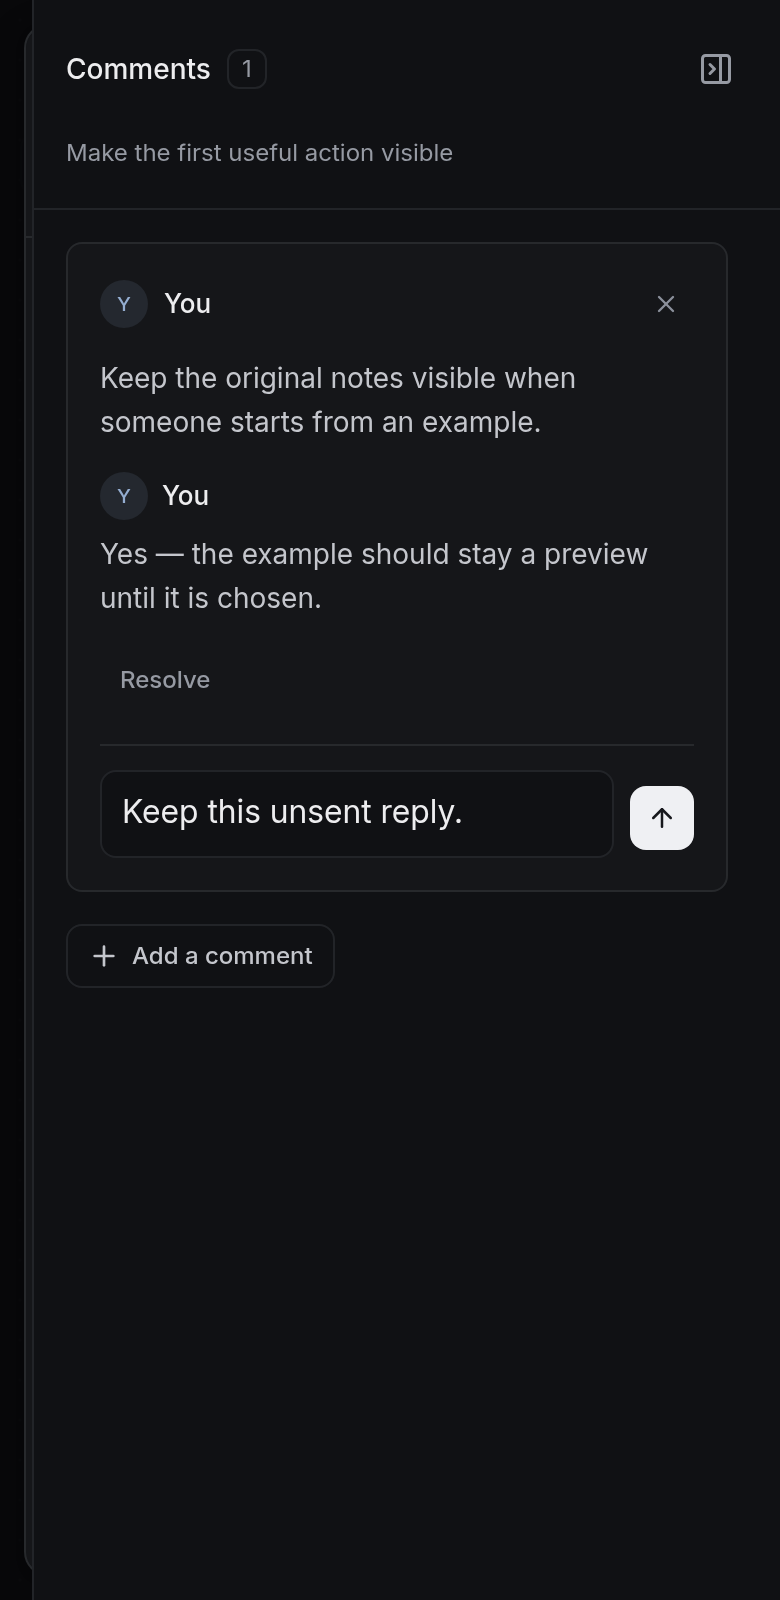 Comments 1
Make the first useful action visible
Y You
Keep the original notes visible when
someone starts from an example.
Y You
Yes — the example should stay a preview
until it is chosen.
Resolve
Keep this unsent reply.
Add a comment